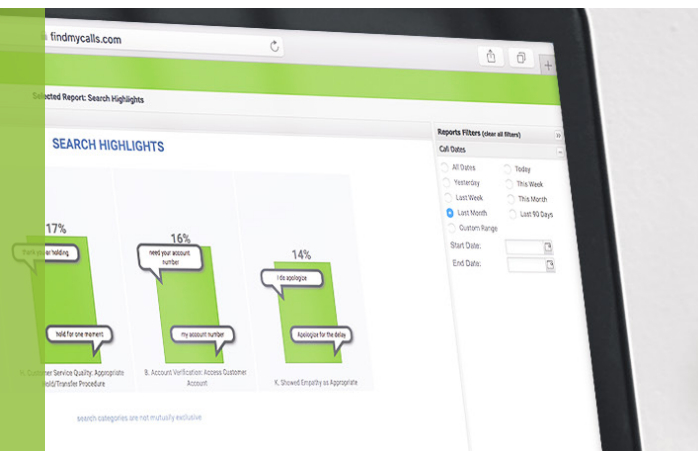 findmycalls.com
Selected Report: Search Highlights
SEARCH HIGHLIGHTS
17%
thank you for holding
hold for one moment
Customer Service Quality: Appropriate
Hold/Transfer Procedure
16%
need your account
number
my account number
B. Account Verification: Access Customer
Account
14%
I do apologize
Apologize for the delay
K. Showed Empathy as Appropriate
search categories are not mutually exclusive
Reports Filters (clear all filters)
Call Dates
All Dates
Today
Yesterday
This Week
Last Week
This Month
Last Month
Last 90 Days
Custom Range
Start Date:
End Date: